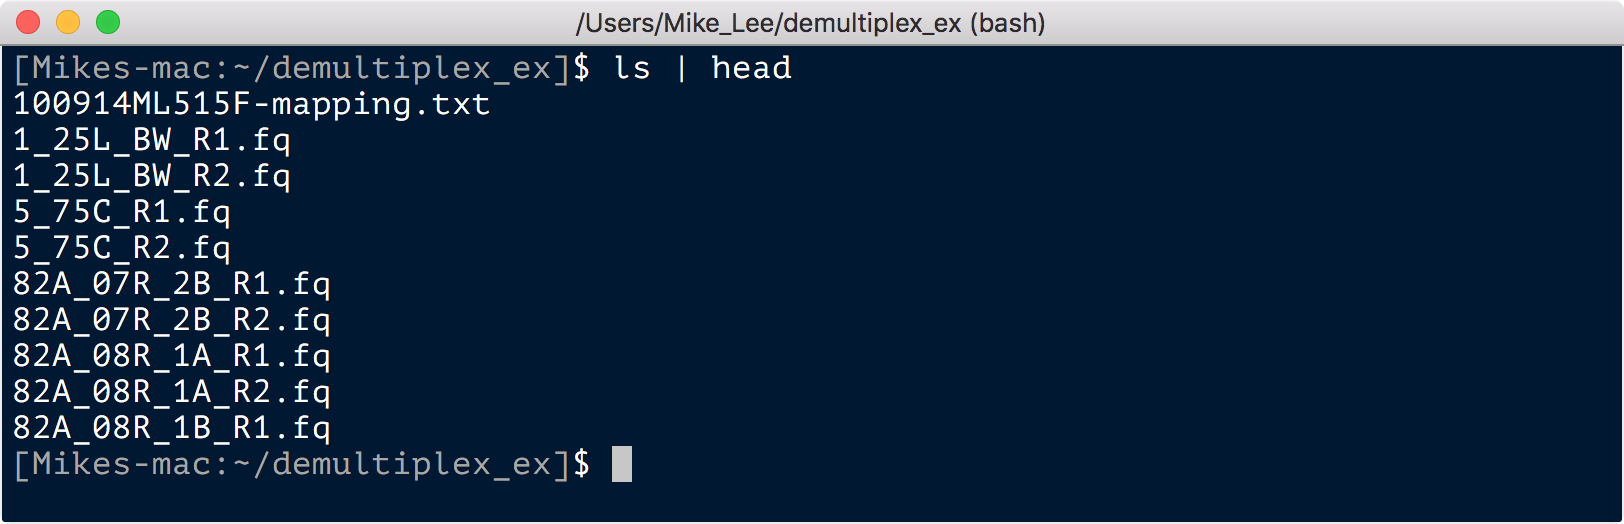 /Users/Mike_Lee/demultiplex_ex (bash)
[Mikes-mac:~/demultiplex_ex]$ ls | head
100914ML515F-mapping.txt
1_25L_BW_R1.fq
1_25L_BW_R2.fq
5_75C_R1.fq
5_75C_R2.fq
82A_07R_2B_R1.fq
82A_07R_2B_R2.fq
82A_08R_1A_R1.fq
82A_08R_1A_R2.fq
82A_08R_1B_R1.fq
[Mikes-mac:~/demultiplex_ex]$